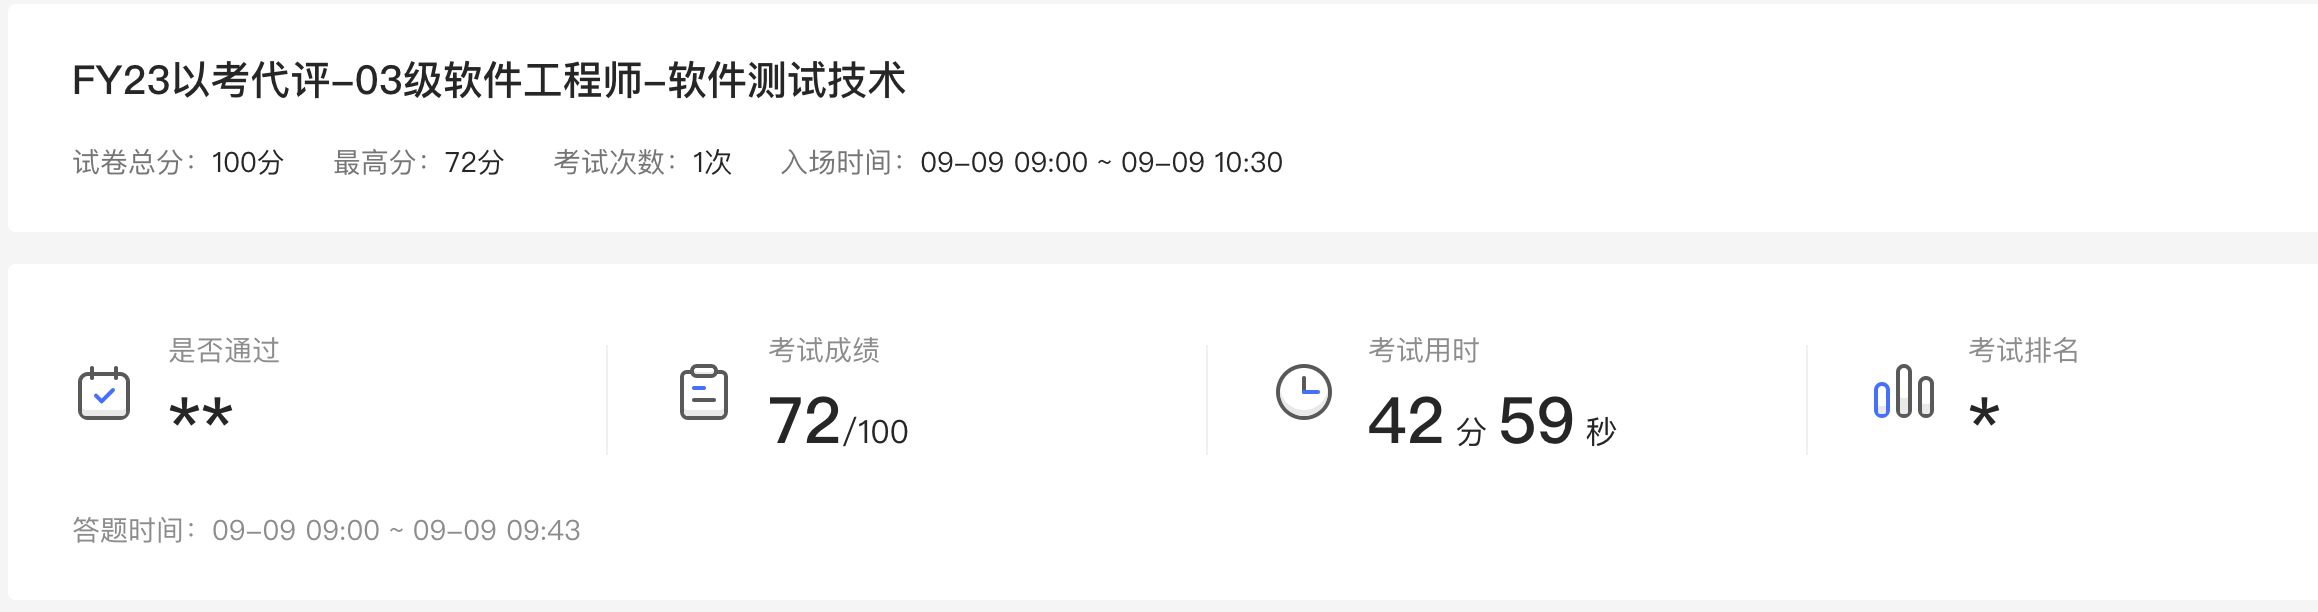 FY23以考代评-03级软件工程师-软件测试技术
试卷总分：100分 最高分：72分 考试次数：1次 入场时间：09-09 09:00 ~ 09-09 10:30
是否通过 考试成绩 考试用时 考试排名
** 72/100 42 分 59 秒 *
答题时间：09-09 09:00 ~ 09-09 09:43